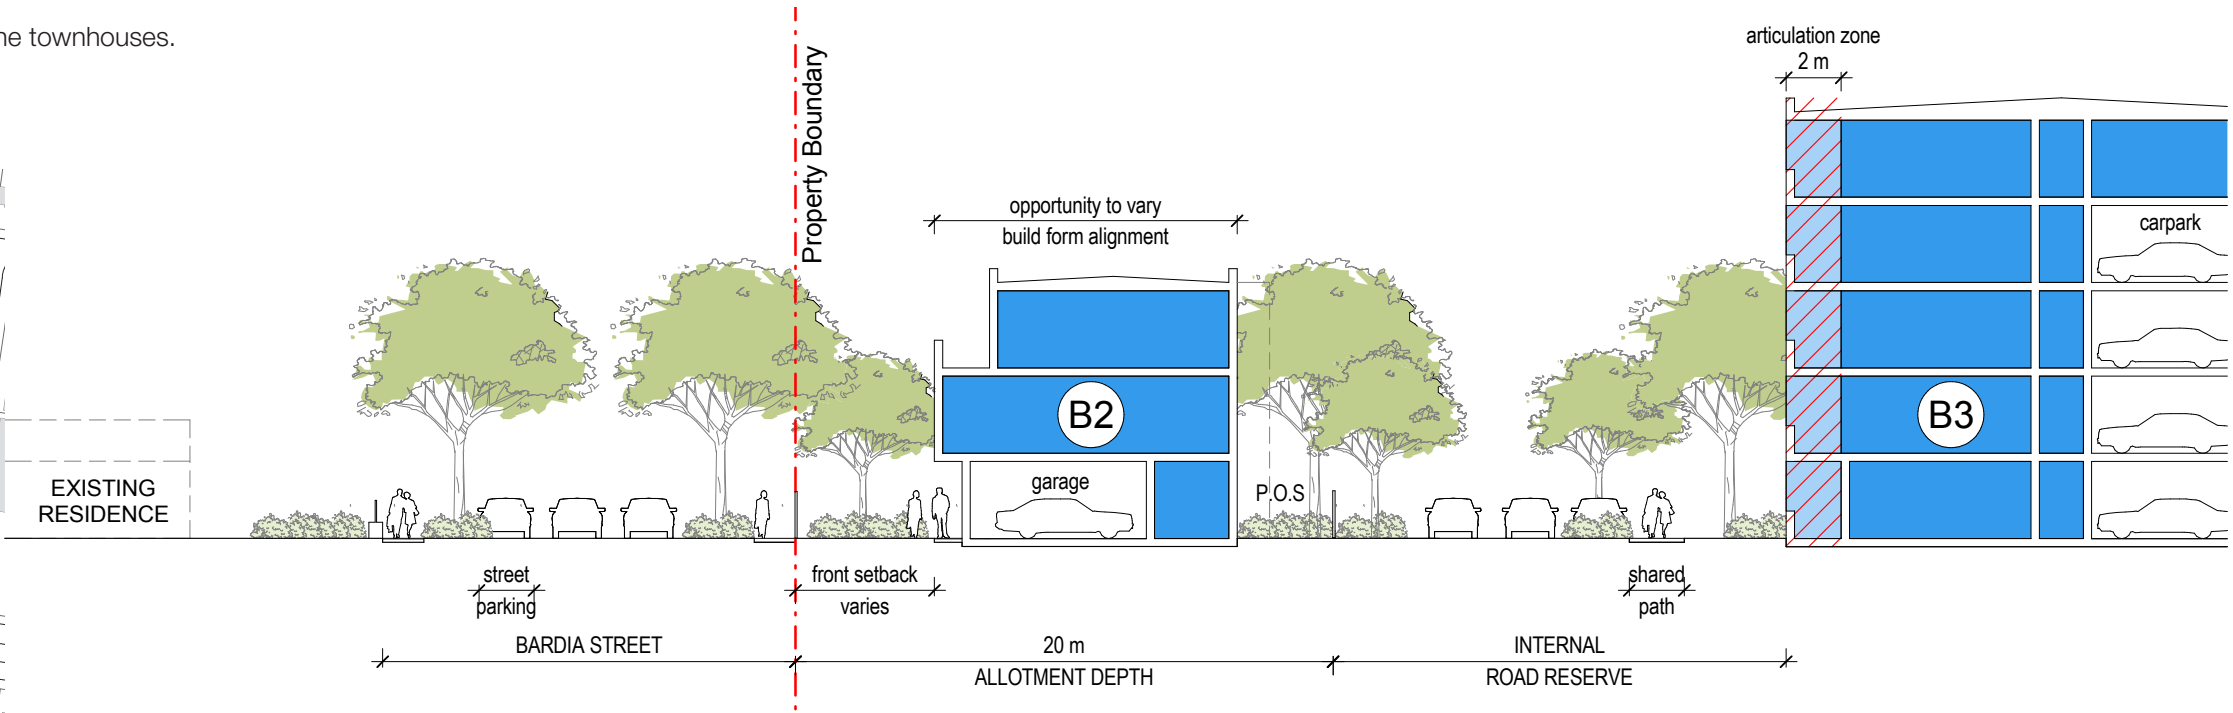 townhouses.
Property Boundary
articulation zone
2 m
opportunity to vary
build form alignment
carpark
B2
B3
EXISTING
RESIDENCE
garage
P.O.S
street
parking
front setback
varies
shared
path
BARDIA STREET
20 m
ALLOTMENT DEPTH
INTERNAL
ROAD RESERVE